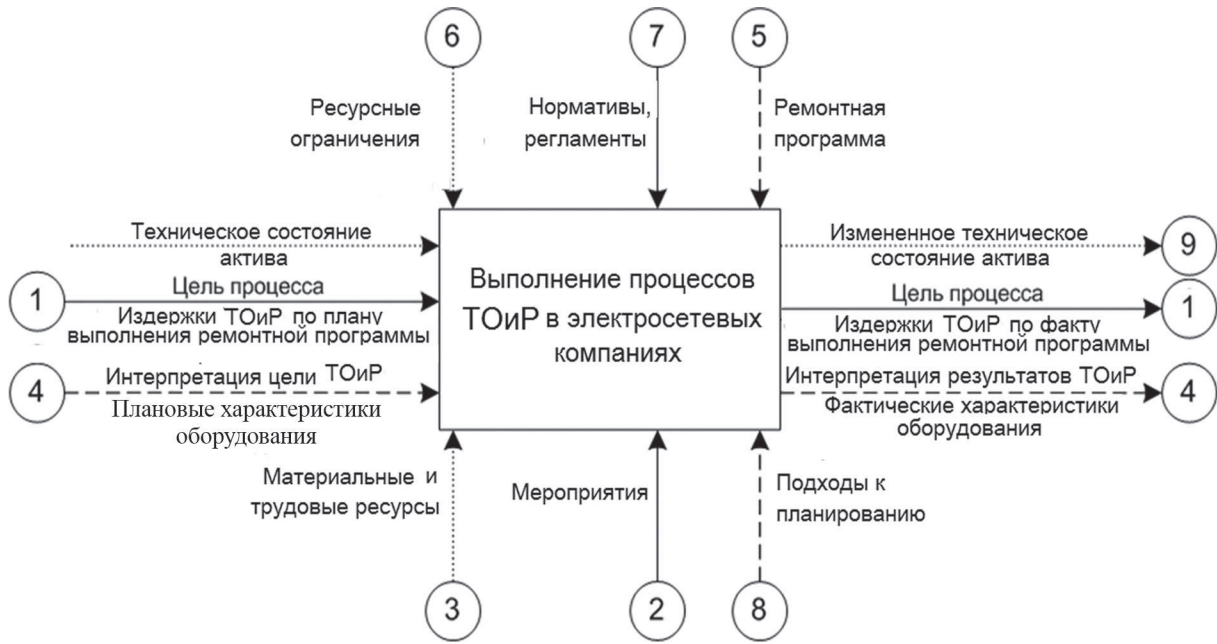 6
7
5
Ресурсные
ограничения
Нормативы,
регламенты
Ремонтная
программа
Техническое состояние
актива
1
Цель процесса
Издержки ТОиР по плану
выполнения ремонтной программы
4
Интерпретация цели ТОиР
Плановые характеристики
оборудования
Выполнение процессов
ТОиР в электросетевых
компаниях
Измененное техническое
состояние актива
9
Цель процесса
1
Издержки ТОиР по факту
выполнения ремонтной программы
Интерпретация результатов ТОиР
4
Фактические характеристики
оборудования
Материальные и
трудовые ресурсы
Мероприятия
Подходы к
планированию
3
2
8